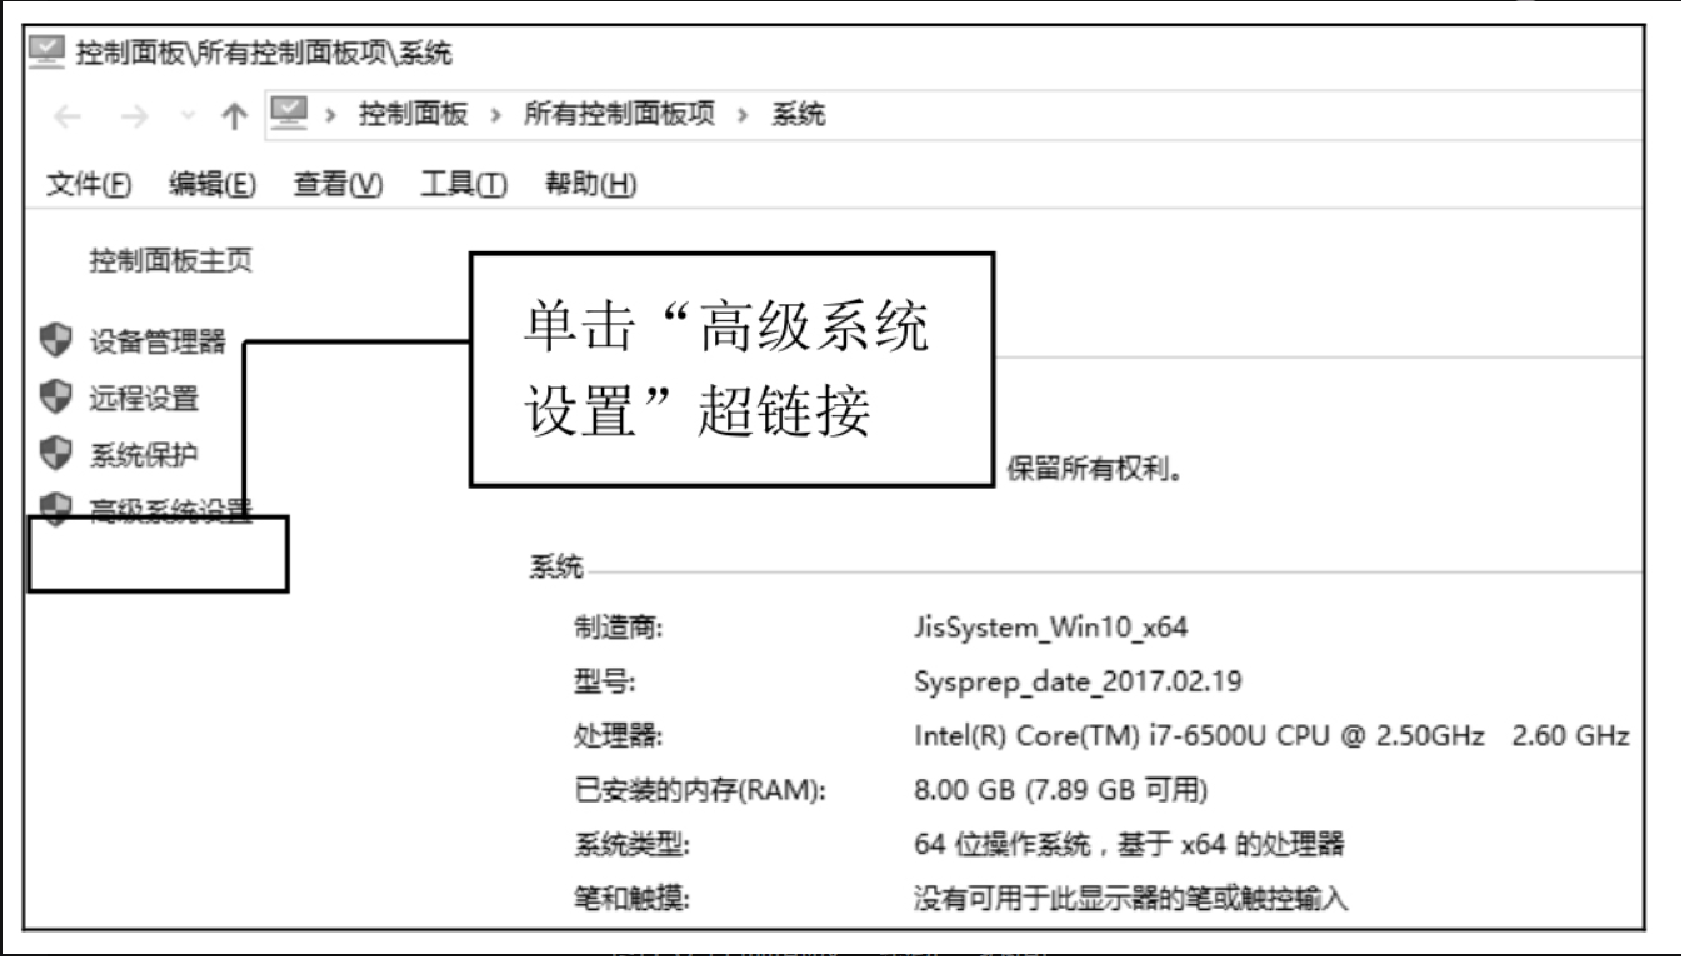 控制面板\所有控制面板项\系统
控制面板 › 所有控制面板项 › 系统
文件(F) 编辑(E) 查看(V) 工具(T) 帮助(H)
控制面板主页
设备管理器
远程设置
系统保护
高级系统设置
单击“高级系统
设置”超链接
保留所有权利。
系统
制造商: JisSystem_Win10_x64
型号: Sysprep_date_2017.02.19
处理器: Intel(R) Core(TM) i7-6500U CPU @ 2.50GHz 2.60 GHz
已安装的内存(RAM): 8.00 GB (7.89 GB 可用)
系统类型: 64 位操作系统，基于 x64 的处理器
笔和触摸: 没有可用于此显示器的笔或触控输入